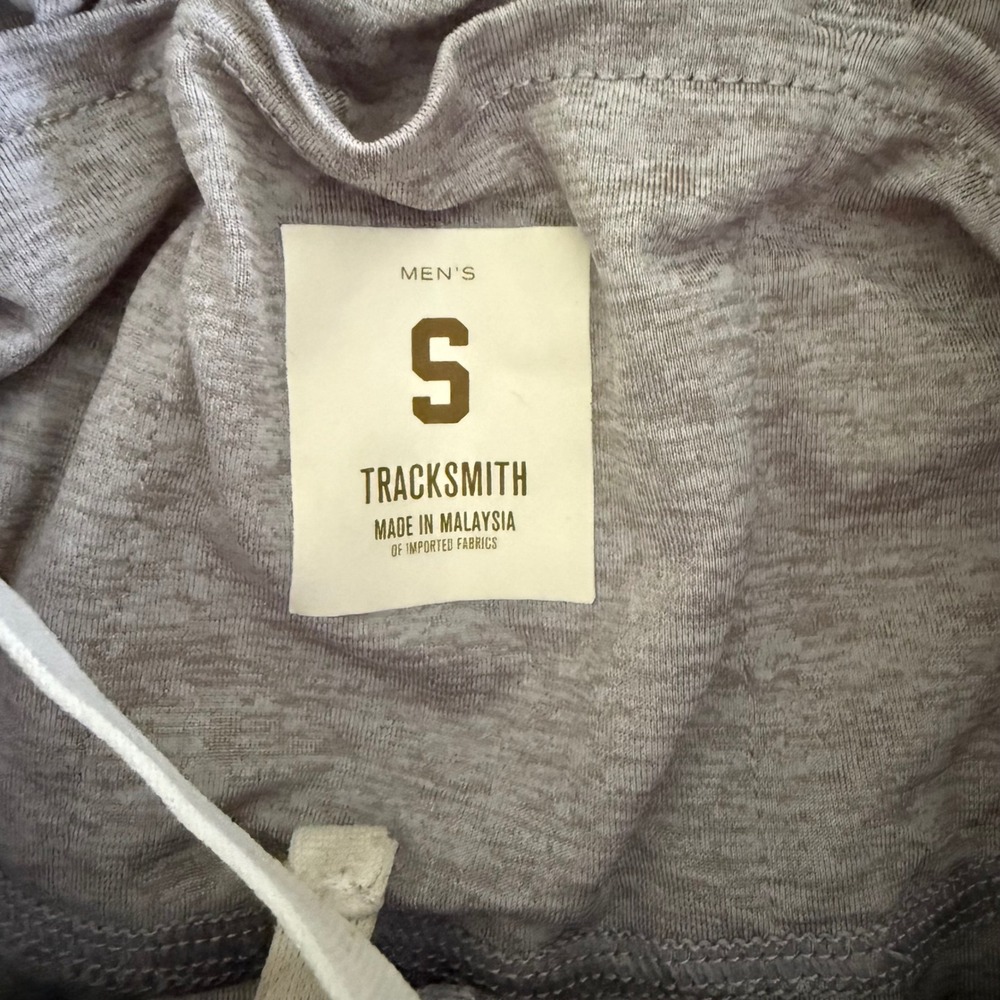 MEN'S
S
TRACKSMITH
MADE IN MALAYSIA
OF IMPORTED FABRICS